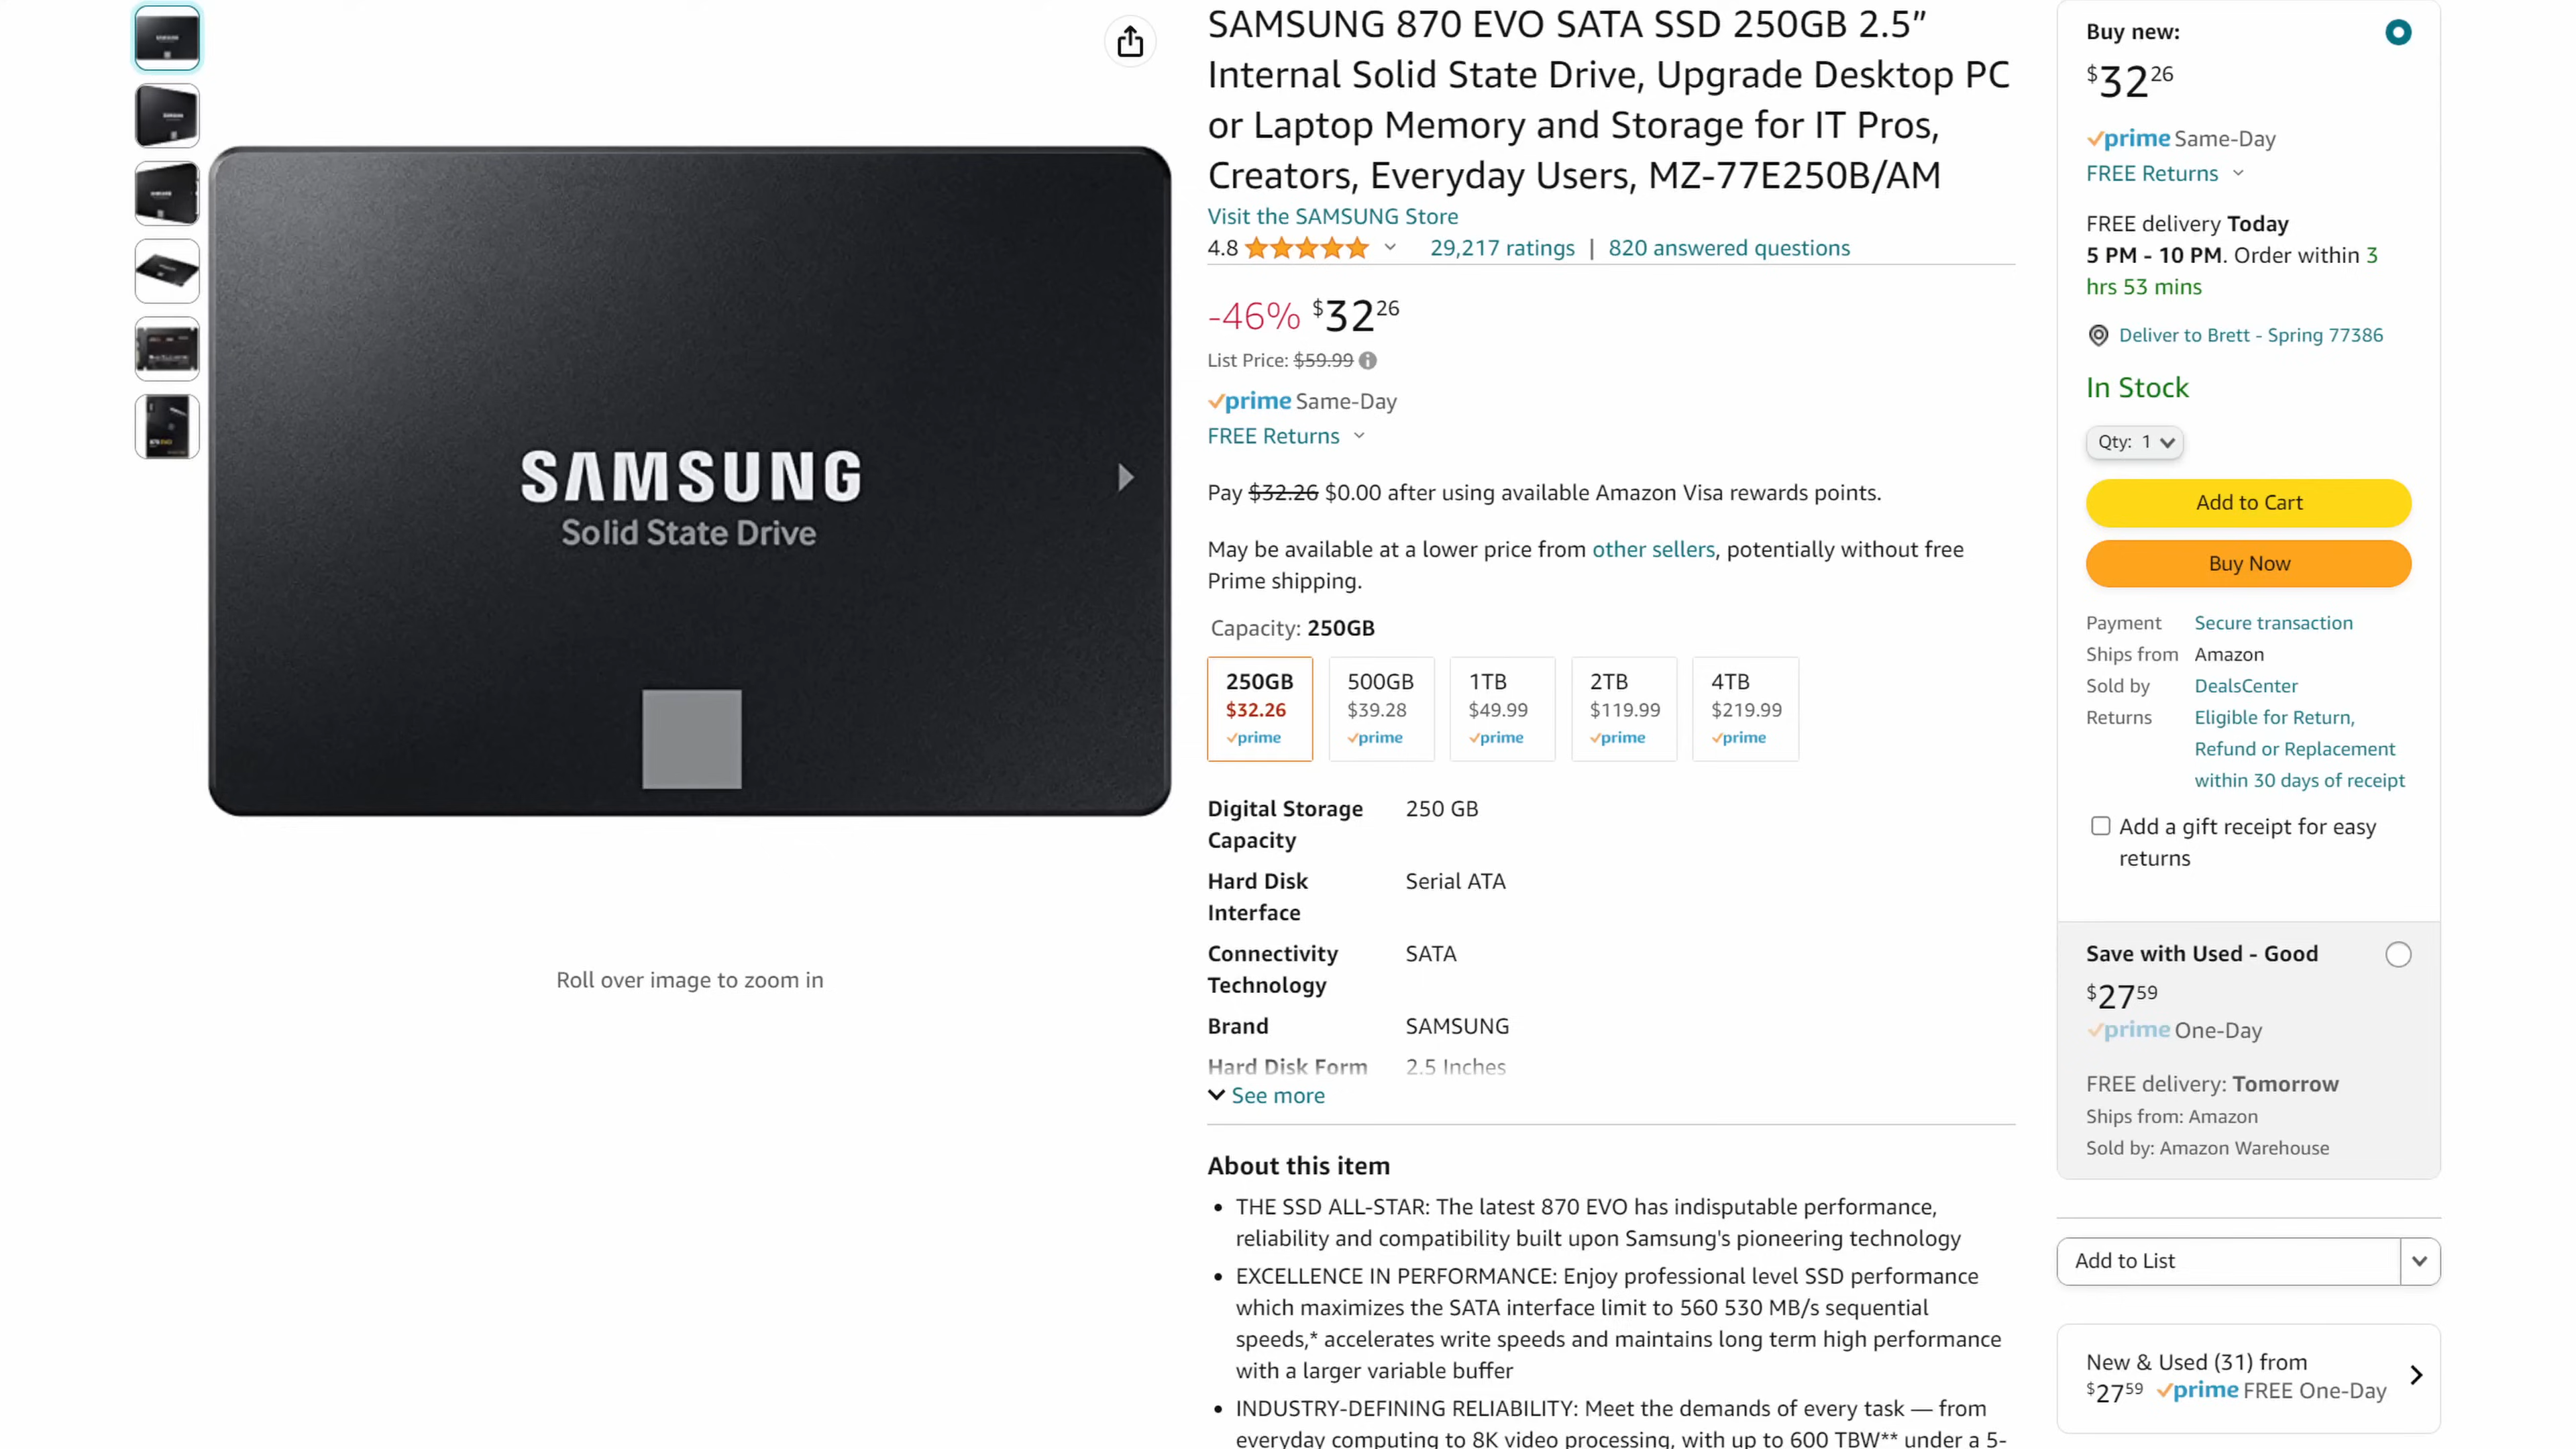 SAMSUNG
Solid State Drive
Roll over image to zoom in
SAMSUNG 870 EVO SATA SSD 250GB 2.5”
Internal Solid State Drive, Upgrade Desktop PC
or Laptop Memory and Storage for IT Pros,
Creators, Everyday Users, MZ-77E250B/AM
Visit the SAMSUNG Store
4.8 29,217 ratings | 820 answered questions
-46% $32 26
List Price: $59.99
prime Same-Day
FREE Returns
Pay $32.26 $0.00 after using available Amazon Visa rewards points.
May be available at a lower price from other sellers, potentially without free
Prime shipping.
Capacity: 250GB
250GB 500GB 1TB 2TB 4TB
$32.26 $39.28 $49.99 $119.99 $219.99
prime prime prime prime prime
Digital Storage 250 GB
Capacity
Hard Disk Serial ATA
Interface
Connectivity SATA
Technology
Brand SAMSUNG
Hard Disk Form 2.5 Inches
See more
About this item
• THE SSD ALL-STAR: The latest 870 EVO has indisputable performance,
reliability and compatibility built upon Samsung's pioneering technology
• EXCELLENCE IN PERFORMANCE: Enjoy professional level SSD performance
which maximizes the SATA interface limit to 560 530 MB/s sequential
speeds,* accelerates write speeds and maintains long term high performance
with a larger variable buffer
• INDUSTRY-DEFINING RELIABILITY: Meet the demands of every task — from
everyday computing to 8K video processing, with up to 600 TBW** under a 5-
Buy new:
$32 26
prime Same-Day
FREE Returns
FREE delivery Today
5 PM - 10 PM. Order within 3
hrs 53 mins
Deliver to Brett - Spring 77386
In Stock
Qty: 1
Add to Cart
Buy Now
Payment Secure transaction
Ships from Amazon
Sold by DealsCenter
Returns Eligible for Return,
Refund or Replacement
within 30 days of receipt
Add a gift receipt for easy
returns
Save with Used - Good
$27 59
prime One-Day
FREE delivery: Tomorrow
Ships from: Amazon
Sold by: Amazon Warehouse
Add to List
New & Used (31) from
$27 59 prime FREE One-Day